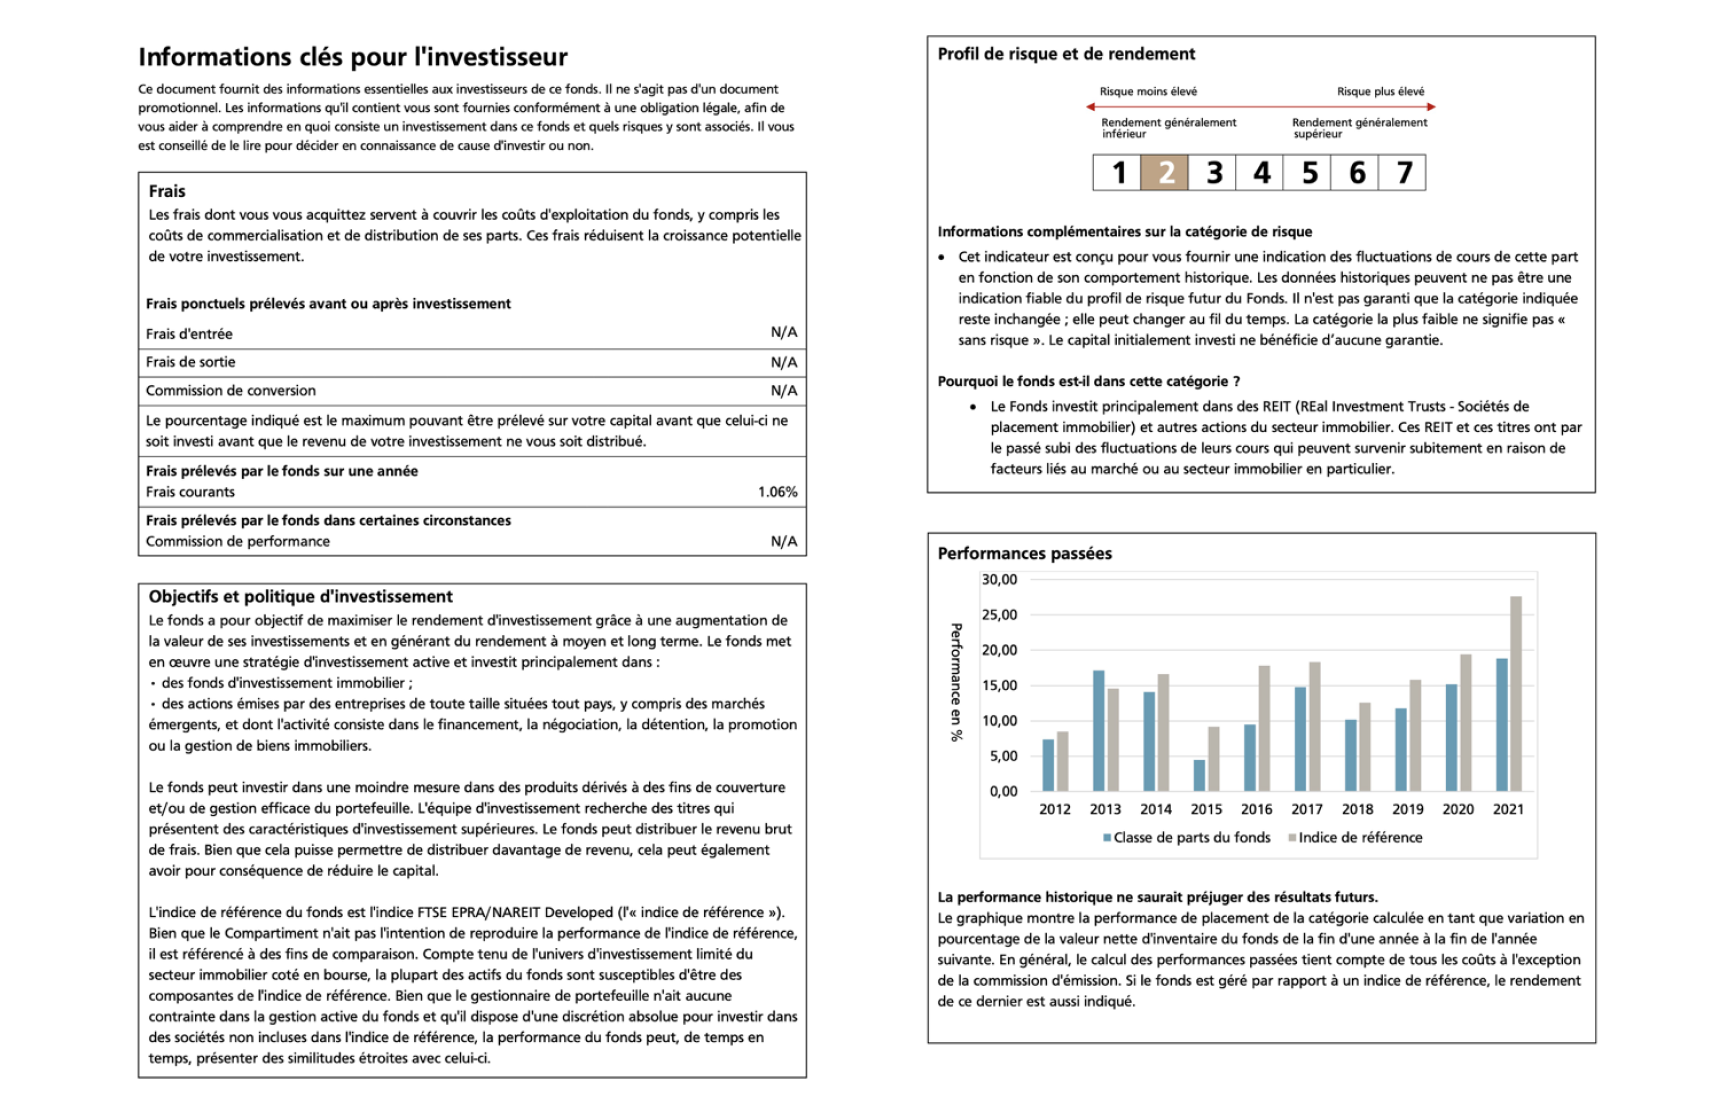 Informations clés pour l'investisseur
Ce document fournit des informations essentielles aux investisseurs de ce fonds. Il ne s'agit pas d'un document
promotionnel. Les informations qu'il contient vous sont fournies conformément à une obligation légale, afin de
vous aider à comprendre en quoi consiste un investissement dans ce fonds et quels risques y sont associés. Il vous
est conseillé de le lire pour décider en connaissance de cause d'investir ou non.
Frais
Les frais dont vous vous acquittez servent à couvrir les coûts d'exploitation du fonds, y compris les
coûts de commercialisation et de distribution de ses parts. Ces frais réduisent la croissance potentielle
de votre investissement.
Frais ponctuels prélevés avant ou après investissement
Frais d'entrée N/A
Frais de sortie N/A
Commission de conversion N/A
Le pourcentage indiqué est le maximum pouvant être prélevé sur votre capital avant que celui-ci ne
soit investi avant que le revenu de votre investissement ne vous soit distribué.
Frais prélevés par le fonds sur une année
Frais courants 1.06%
Frais prélevés par le fonds dans certaines circonstances
Commission de performance N/A
Objectifs et politique d'investissement
Le fonds a pour objectif de maximiser le rendement d'investissement grâce à une augmentation de
la valeur de ses investissements et en générant du rendement à moyen et long terme. Le fonds met
en œuvre une stratégie d'investissement active et investit principalement dans :
• des fonds d'investissement immobilier ;
• des actions émises par des entreprises de toute taille situées tout pays, y compris des marchés
émergents, et dont l'activité consiste dans le financement, la négociation, la détention, la promotion
ou la gestion de biens immobiliers.
Le fonds peut investir dans une moindre mesure dans des produits dérivés à des fins de couverture
et/ou de gestion efficace du portefeuille. L'équipe d'investissement recherche des titres qui
présentent des caractéristiques d'investissement supérieures. Le fonds peut distribuer le revenu brut
de frais. Bien que cela puisse permettre de distribuer davantage de revenu, cela peut également
avoir pour conséquence de réduire le capital.
L'indice de référence du fonds est l'indice FTSE EPRA/NAREIT Developed (l'« indice de référence »).
Bien que le Compartiment n'ait pas l'intention de reproduire la performance de l'indice de référence,
il est référencé à des fins de comparaison. Compte tenu de l'univers d'investissement limité du
secteur immobilier coté en bourse, la plupart des actifs du fonds sont susceptibles d'être des
composantes de l'indice de référence. Bien que le gestionnaire de portefeuille n'ait aucune
contrainte dans la gestion active du fonds et qu'il dispose d'une discrétion absolue pour investir dans
des sociétés non incluses dans l'indice de référence, la performance du fonds peut, de temps en
temps, présenter des similitudes étroites avec celui-ci.
Profil de risque et de rendement
Risque moins élevé Risque plus élevé
Rendement généralement Rendement généralement
inférieur supérieur
1 2 3 4 5 6 7
Informations complémentaires sur la catégorie de risque
• Cet indicateur est conçu pour vous fournir une indication des fluctuations de cours de cette part
en fonction de son comportement historique. Les données historiques peuvent ne pas être une
indication fiable du profil de risque futur du Fonds. Il n'est pas garanti que la catégorie indiquée
reste inchangée ; elle peut changer au fil du temps. La catégorie la plus faible ne signifie pas «
sans risque ». Le capital initialement investi ne bénéficie d’aucune garantie.
Pourquoi le fonds est-il dans cette catégorie ?
• Le Fonds investit principalement dans des REIT (REal Investment Trusts - Sociétés de
placement immobilier) et autres actions du secteur immobilier. Ces REIT et ces titres ont par
le passé subi des fluctuations de leurs cours qui peuvent survenir subitement en raison de
facteurs liés au marché ou au secteur immobilier en particulier.
Performances passées
Performance en %
30,00
25,00
20,00
15,00
10,00
5,00
0,00
2012 2013 2014 2015 2016 2017 2018 2019 2020 2021
Classe de parts du fonds Indice de référence
La performance historique ne saurait préjuger des résultats futurs.
Le graphique montre la performance de placement de la catégorie calculée en tant que variation en
pourcentage de la valeur nette d'inventaire du fonds de la fin d'une année à la fin de l'année
suivante. En général, le calcul des performances passées tient compte de tous les coûts à l'exception
de la commission d'émission. Si le fonds est géré par rapport à un indice de référence, le rendement
de ce dernier est aussi indiqué.